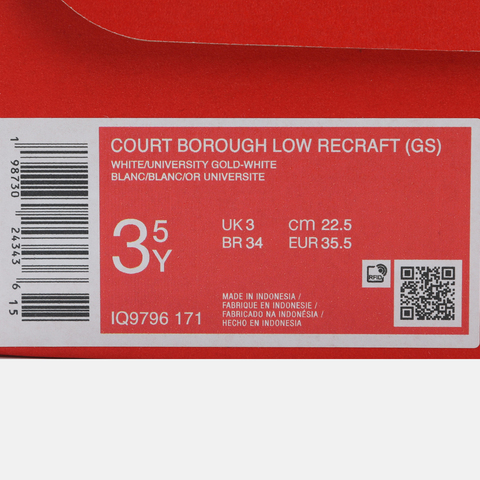 COURT BOROUGH LOW RECRAFT (GS)
WHITE/UNIVERSITY GOLD-WHITE
BLANC/BLANC/OR UNIVERSITE
3 5 Y
UK 3 cm 22.5
BR 34 EUR 35.5
RFID
MADE IN INDONESIA /
FABRIQUE EN INDONESIE /
FABRICADO NA INDONÉSIA /
HECHO EN INDONESIA
IQ9796 171
1 98730 24343 6 15